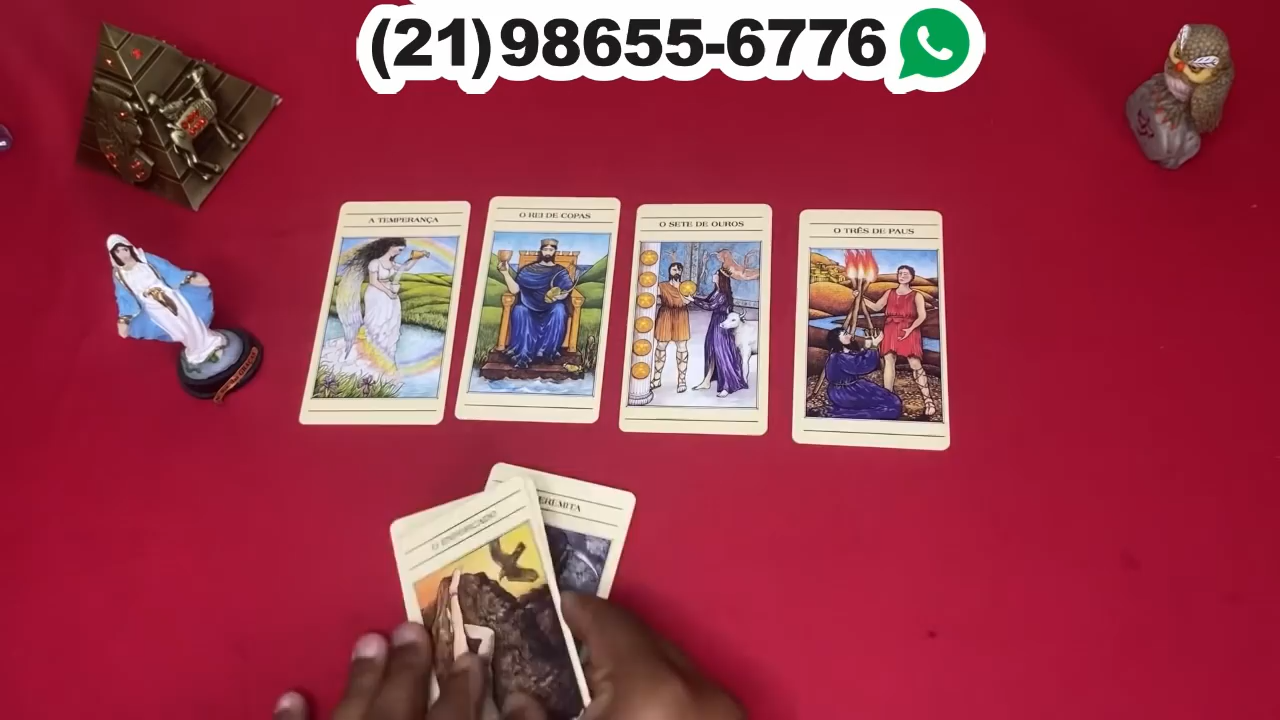 (21)98655-6776
A TEMPERANÇA
O REI DE COPAS
O SETE DE OUROS
O TRÊS DE PAUS
EREMITA